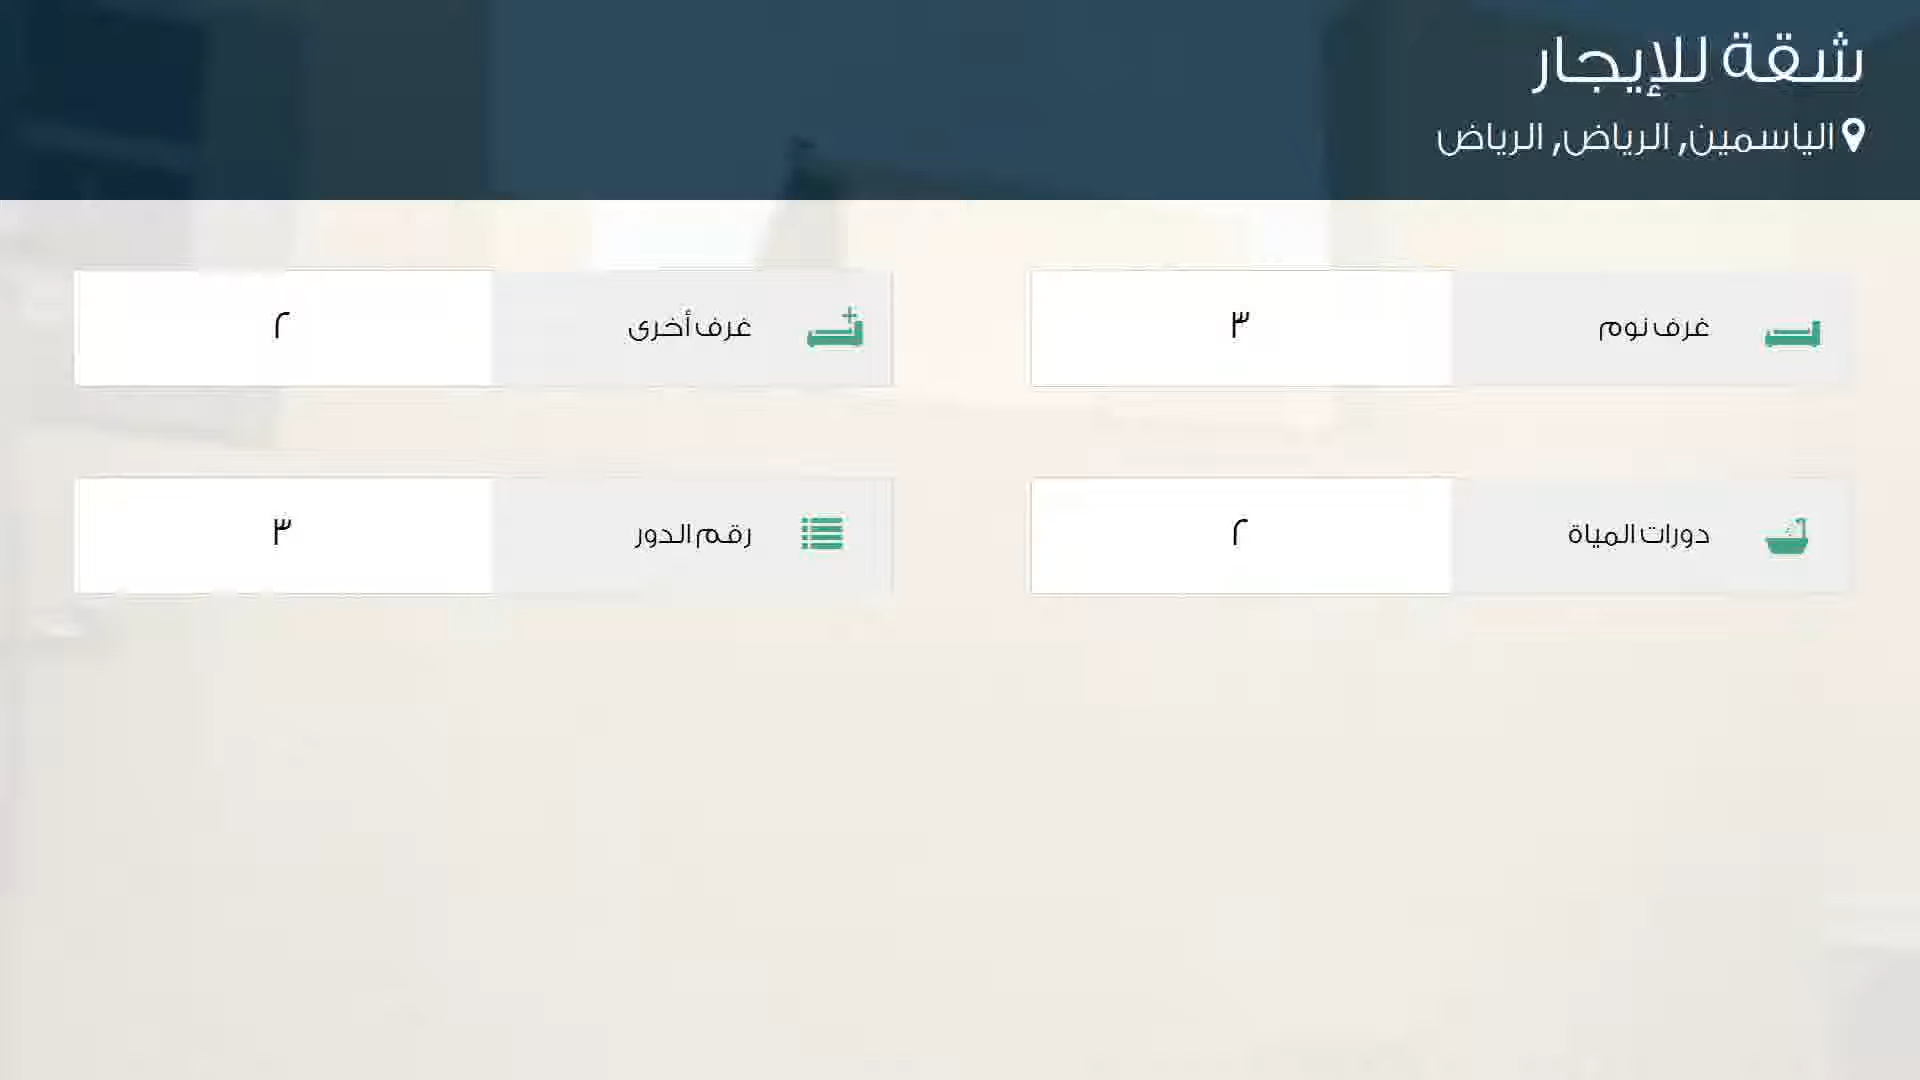 شقة للإيجار
الياسمين, الرياض, الرياض
غرف نوم ٣
غرف أخرى ٢
دورات المياة ٢
رقم الدور ٣